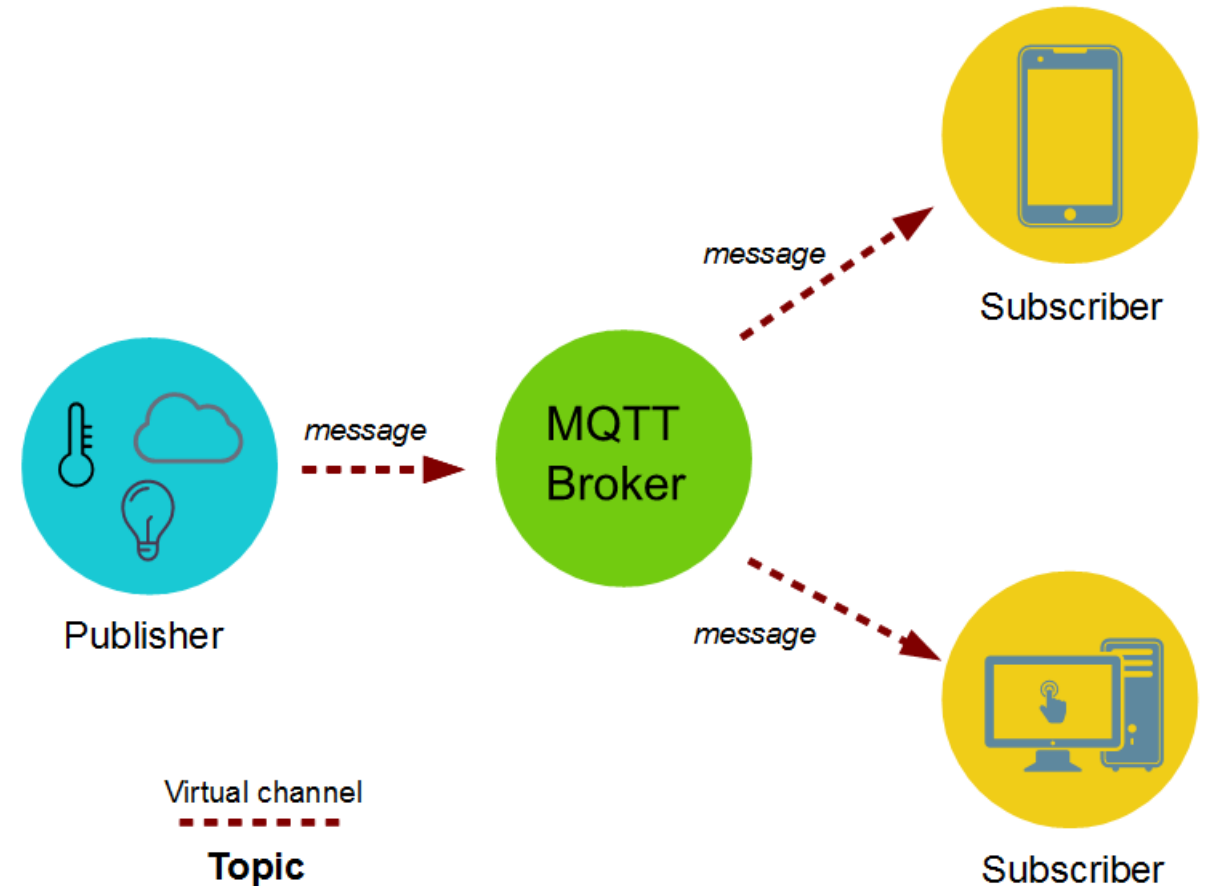 message
Subscriber
message
MQTT
Broker
Publisher
message
Virtual channel
Topic
Subscriber